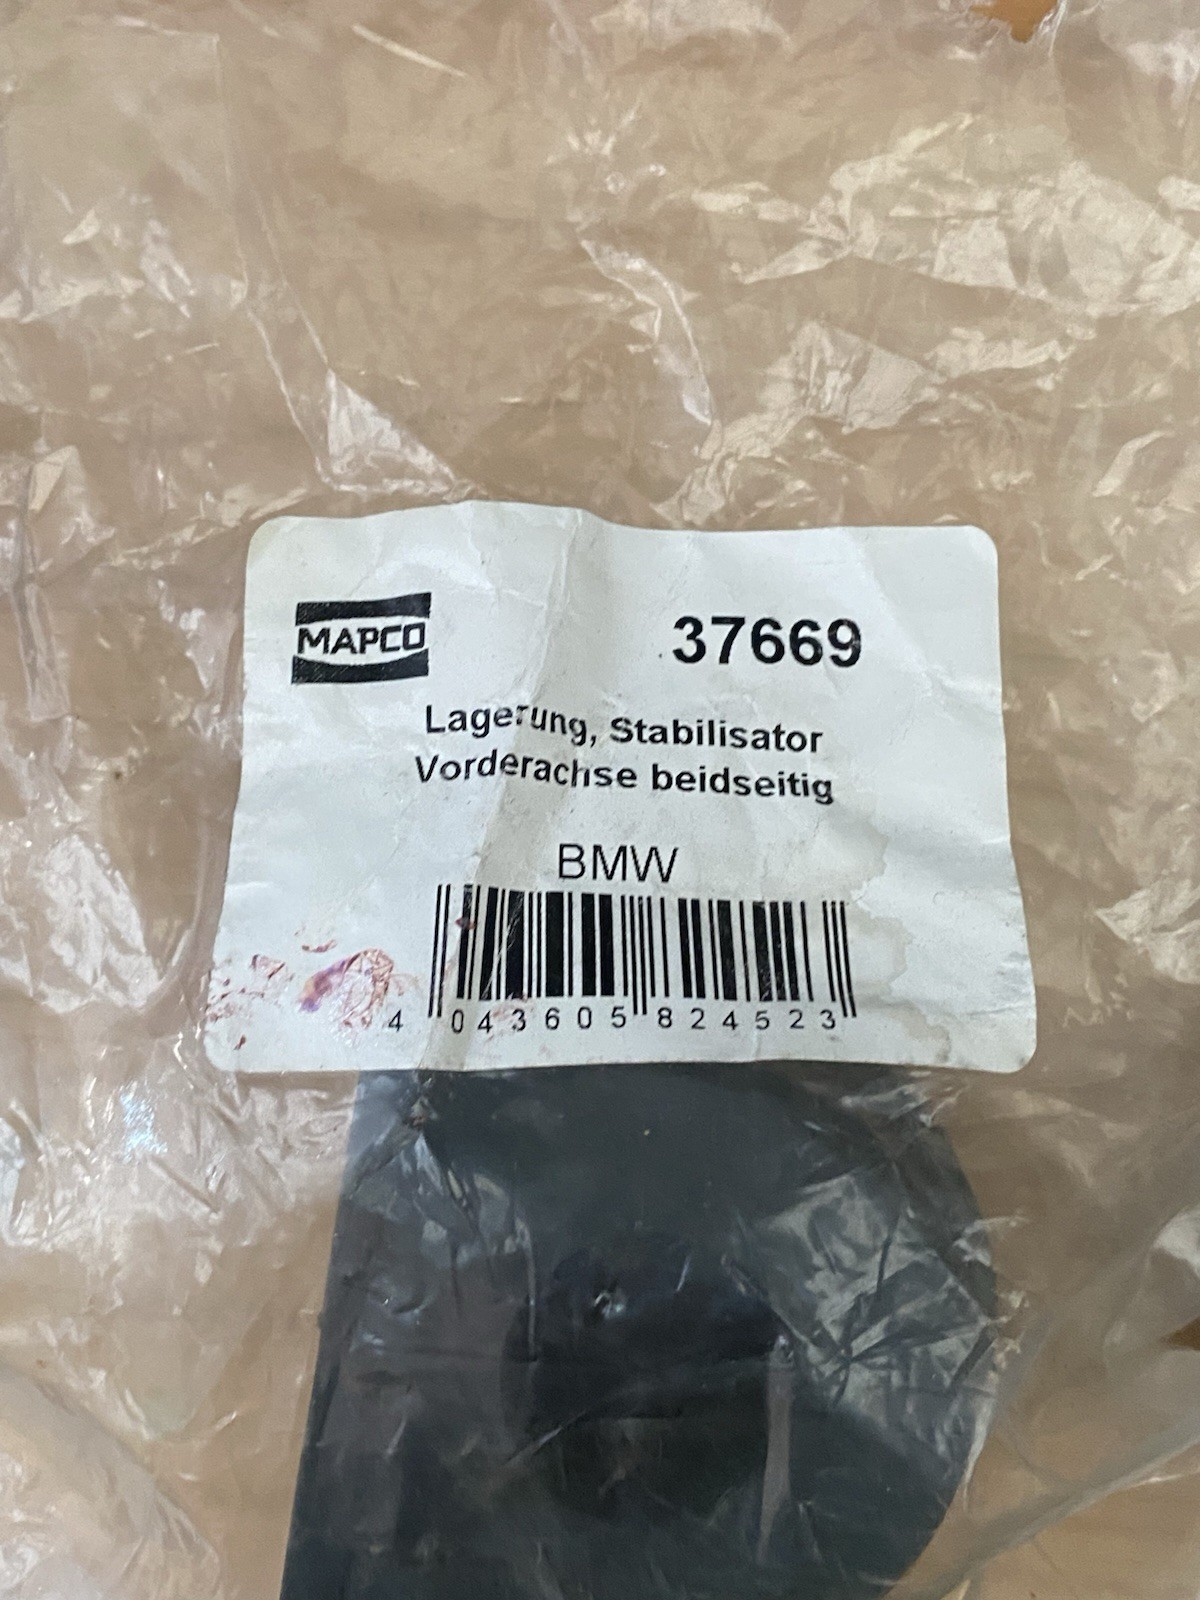 MAPCO
37669
Lagerung, Stabilisator
Vorderachse beidseitig
BMW
4 043605 824523